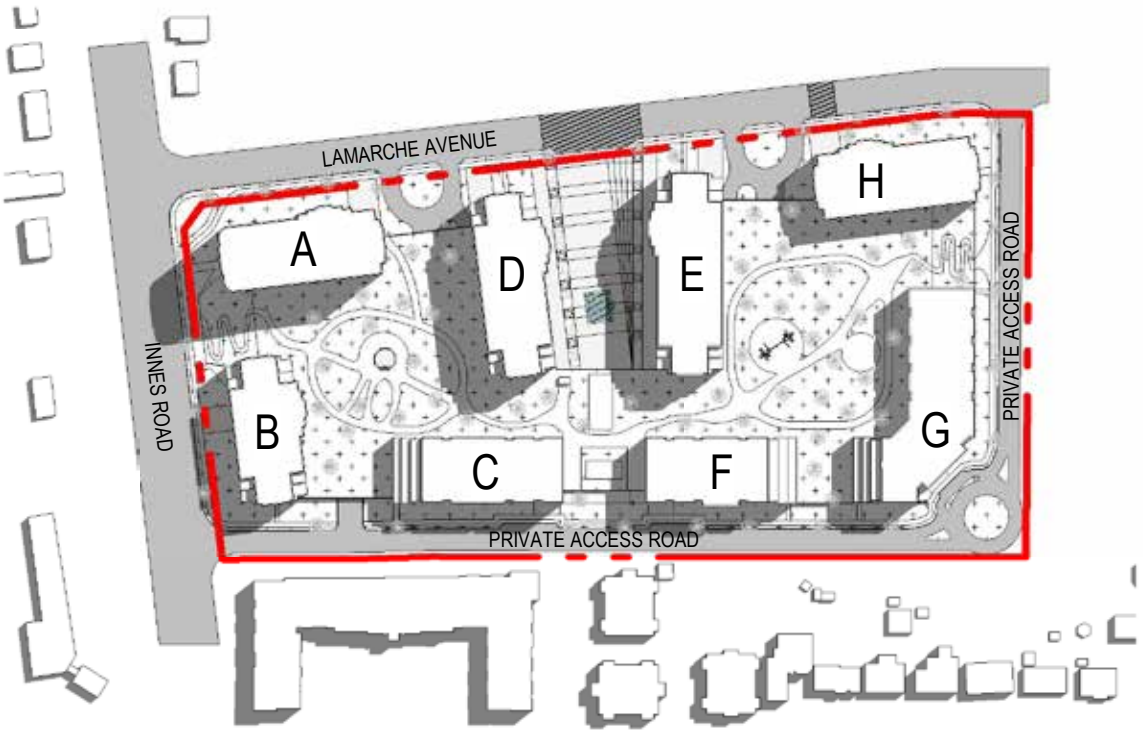 LAMARCHE AVENUE
H
A
D
E
PRIVATE ACCESS ROAD
INNES ROAD
B
G
C
F
PRIVATE ACCESS ROAD